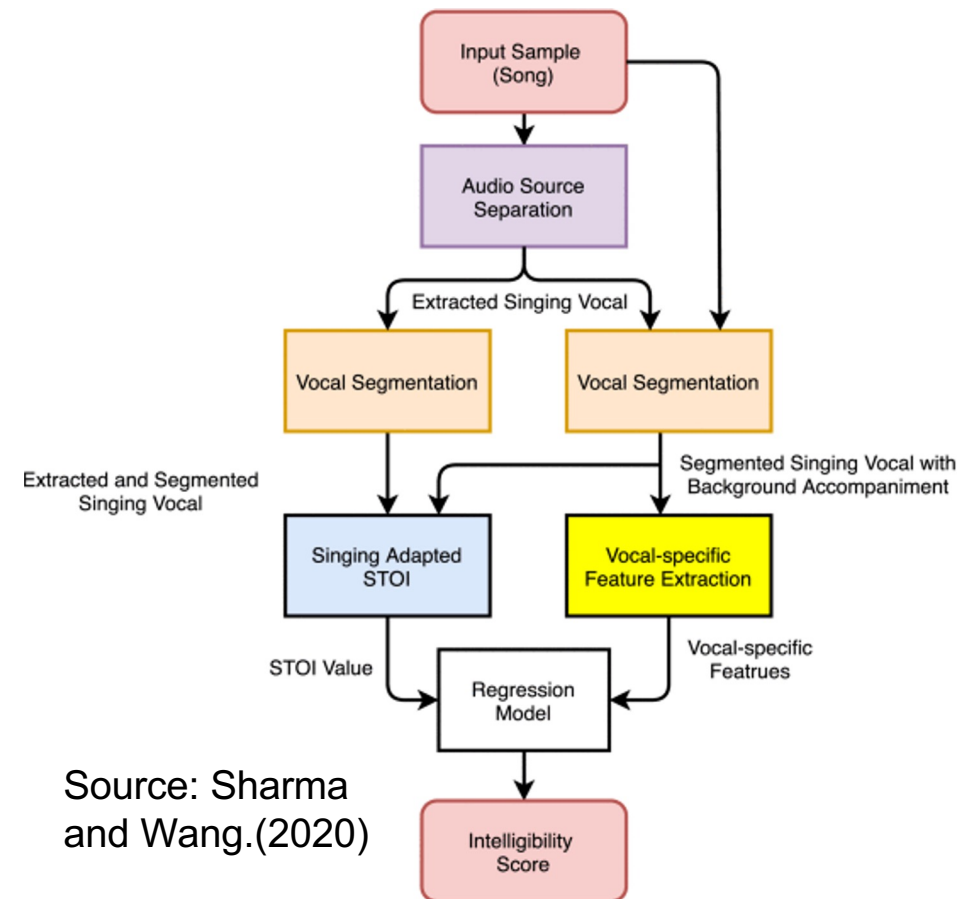 Input Sample
(Song)
Audio Source
Separation
Extracted Singing Vocal
Vocal Segmentation
Vocal Segmentation
Extracted and Segmented
Singing Vocal
Segmented Singing Vocal with
Background Accompaniment
Singing Adapted
STOI
Vocal-specific
Feature Extraction
STOI Value
Vocal-specific
Featrues
Regression
Model
Source: Sharma
and Wang.(2020)
Intelligibility
Score